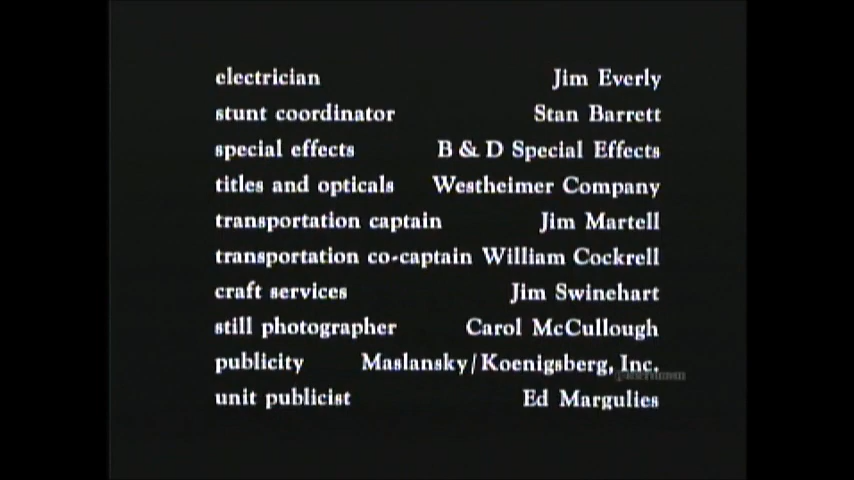 electrician Jim Everly
stunt coordinator Stan Barrett
special effects B & D Special Effects
titles and opticals Westheimer Company
transportation captain Jim Martell
transportation co-captain William Cockrell
craft services Jim Swinehart
still photographer Carol McCullough
publicity Maslansky/Koenigsberg, Inc.
unit publicist Ed Margulies